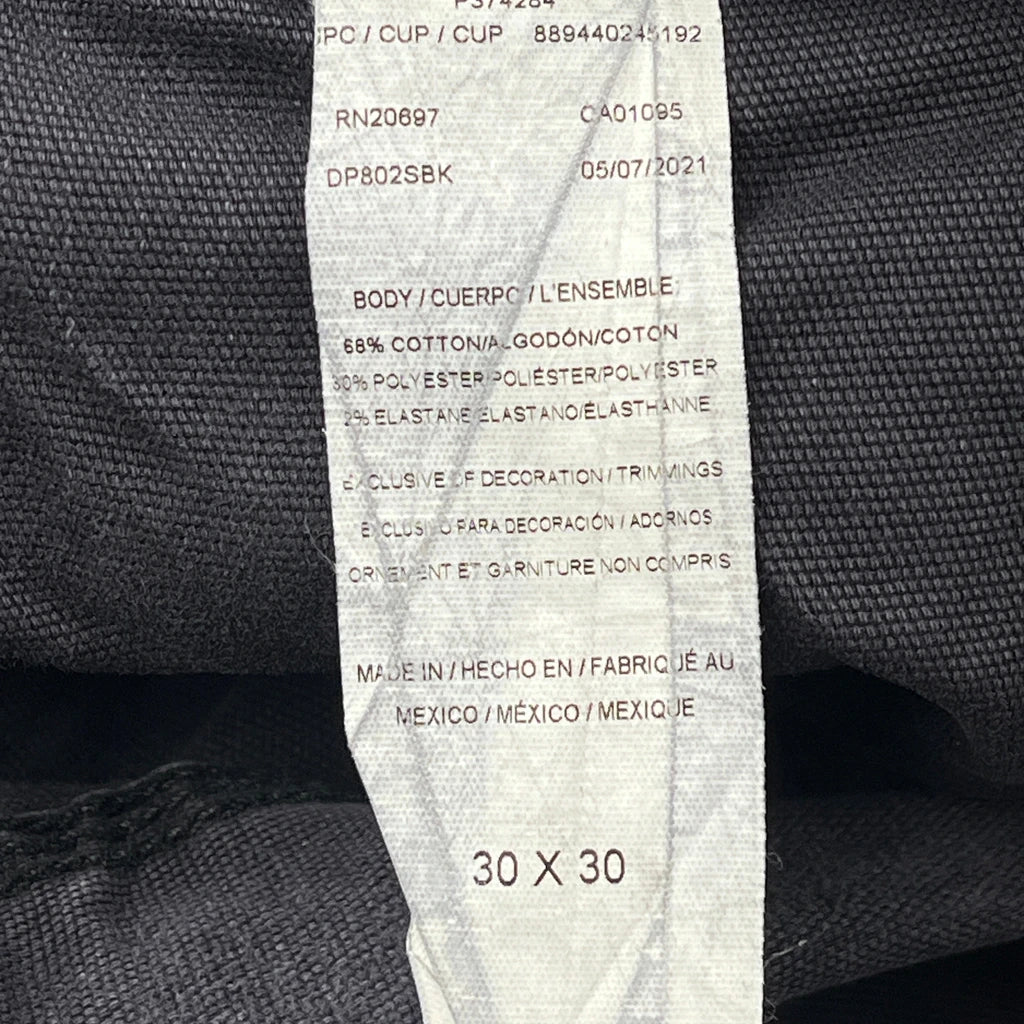 PC / CUP / CUP 889440245192
RN20697 CA01095
DP802SBK 05/07/2021
BODY / CUERPO / L'ENSEMBLE
68% COTTON/ALGODÓN/COTON
30% POLYESTER/POLIÉSTER/POLYESTER
2% ELASTANE/ELASTANO/ÉLASTHANNE
EXCLUSIVE OF DECORATION / TRIMMINGS
EXCLUSIVO PARA DECORACIÓN / ADORNOS
ORNEMENT ET GARNITURE NON COMPRIS
MADE IN / HECHO EN / FABRIQUÉ AU
MEXICO / MÉXICO / MEXIQUE
30 X 30